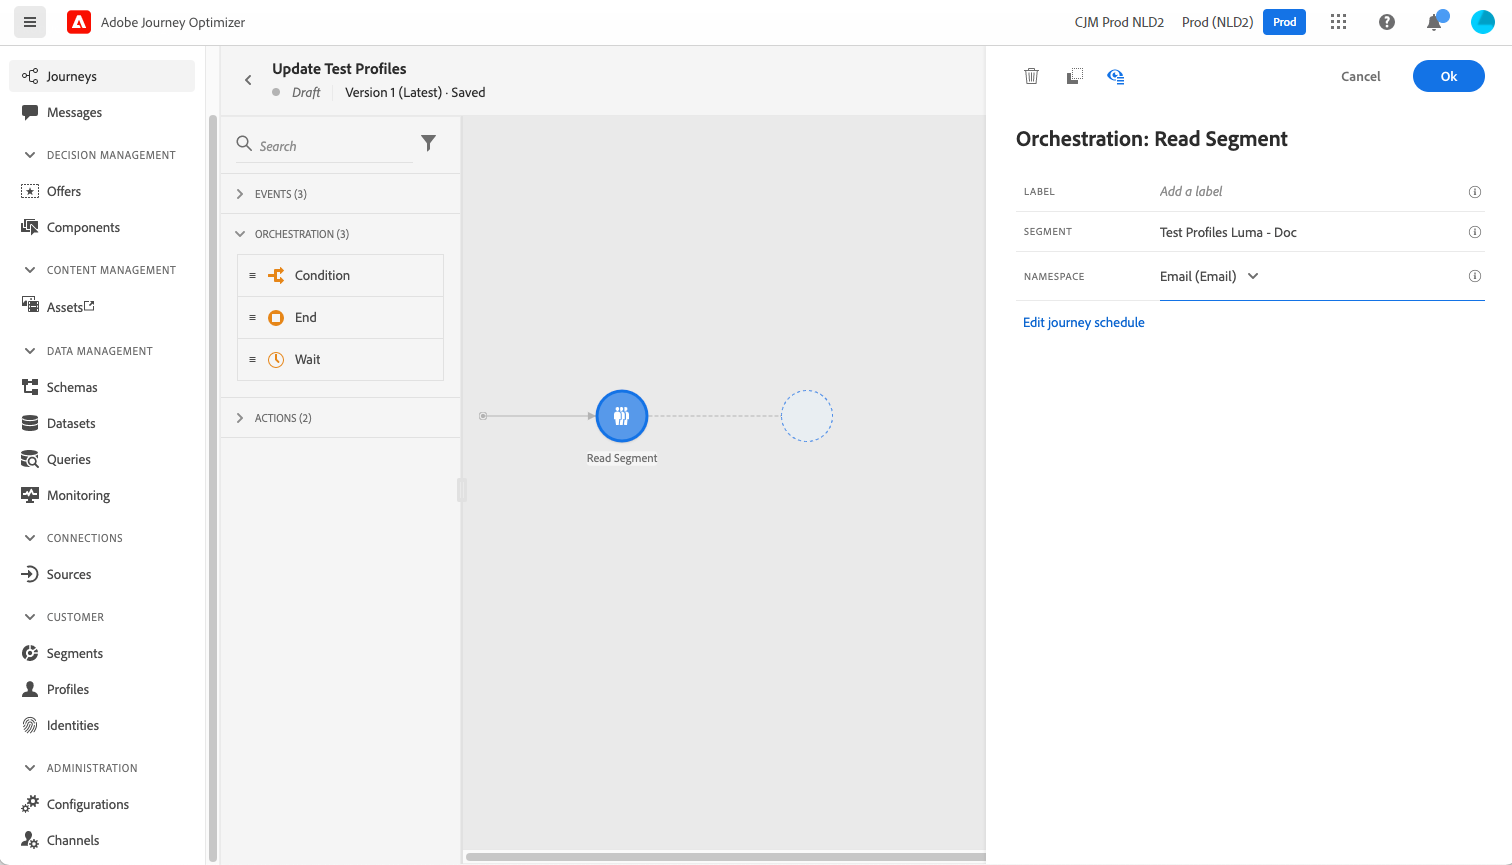 Adobe Journey Optimizer
CJM Prod NLD2
Prod (NLD2)
Prod
Journeys
Messages
DECISION MANAGEMENT
Offers
Components
CONTENT MANAGEMENT
Assets
DATA MANAGEMENT
Schemas
Datasets
Queries
Monitoring
CONNECTIONS
Sources
CUSTOMER
Segments
Profiles
Identities
ADMINISTRATION
Configurations
Channels
Update Test Profiles
Draft
Version 1 (Latest) · Saved
Search
EVENTS (3)
ORCHESTRATION (3)
Condition
End
Wait
ACTIONS (2)
Read Segment
Cancel
Ok
Orchestration: Read Segment
LABEL
Add a label
SEGMENT
Test Profiles Luma - Doc
NAMESPACE
Email (Email)
Edit journey schedule